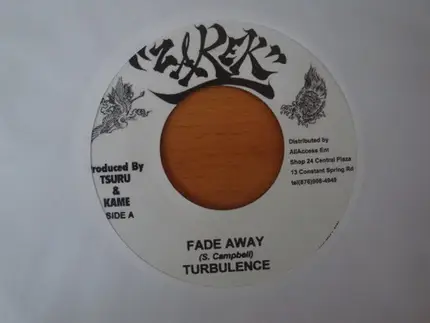 "ZAREK"
Produced By
TSURU
&
KAME
SIDE A
Distributed by
AllAccess Ent
Shop 24 Central Plaza
13 Constant Spring Rd
FADE AWAY
(S. Campbell)
TURBULENCE